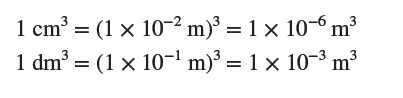 1 cm³ = (1 × 10⁻² m)³ = 1 × 10⁻⁶ m³
1 dm³ = (1 × 10⁻¹ m)³ = 1 × 10⁻³ m³